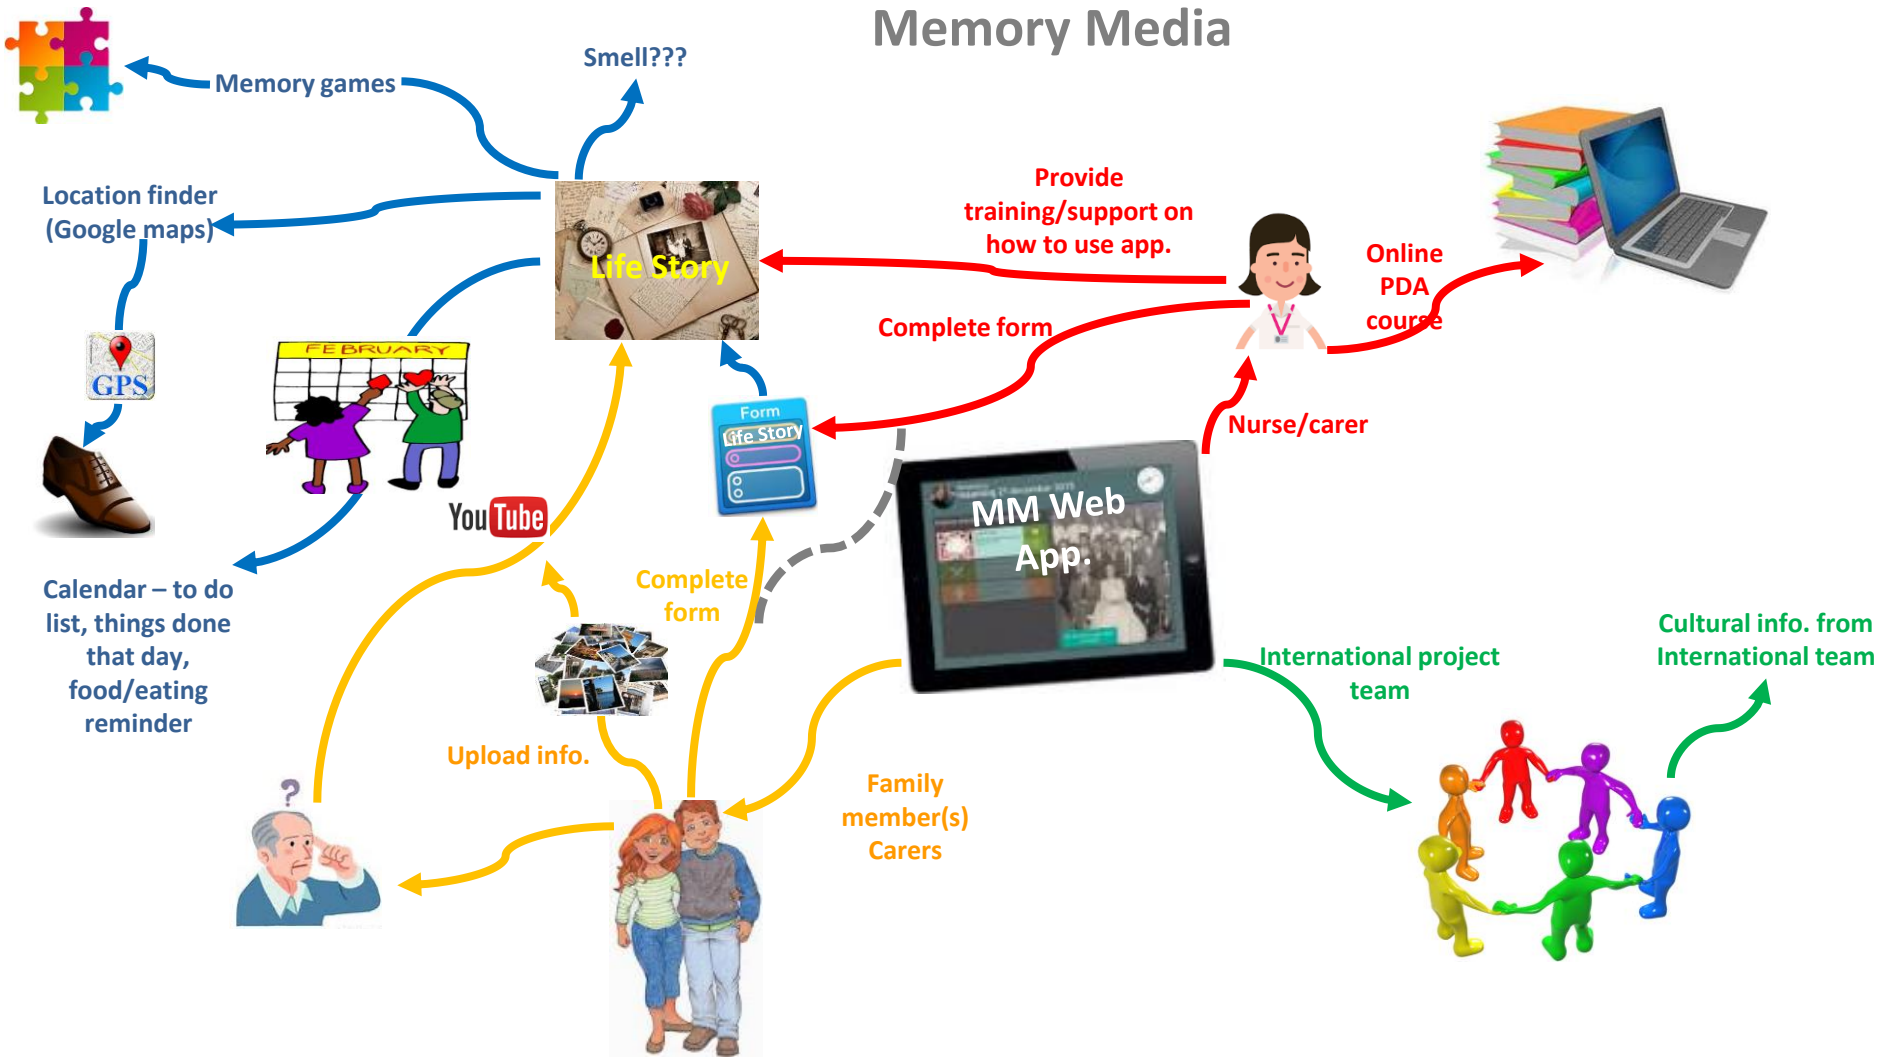 Memory Media
Smell???
Memory games
Location finder
(Google maps)
GPS
FEBRUARY
Calendar – to do
list, things done
that day,
food/eating
reminder
Life Story
Provide
training/support on
how to use app.
Complete form
Online
PDA
course
Nurse/carer
Form
Life Story
YouTube
Complete
form
MM Web
App.
Upload info.
Family
member(s)
Carers
International project
team
Cultural info. from
International team
?